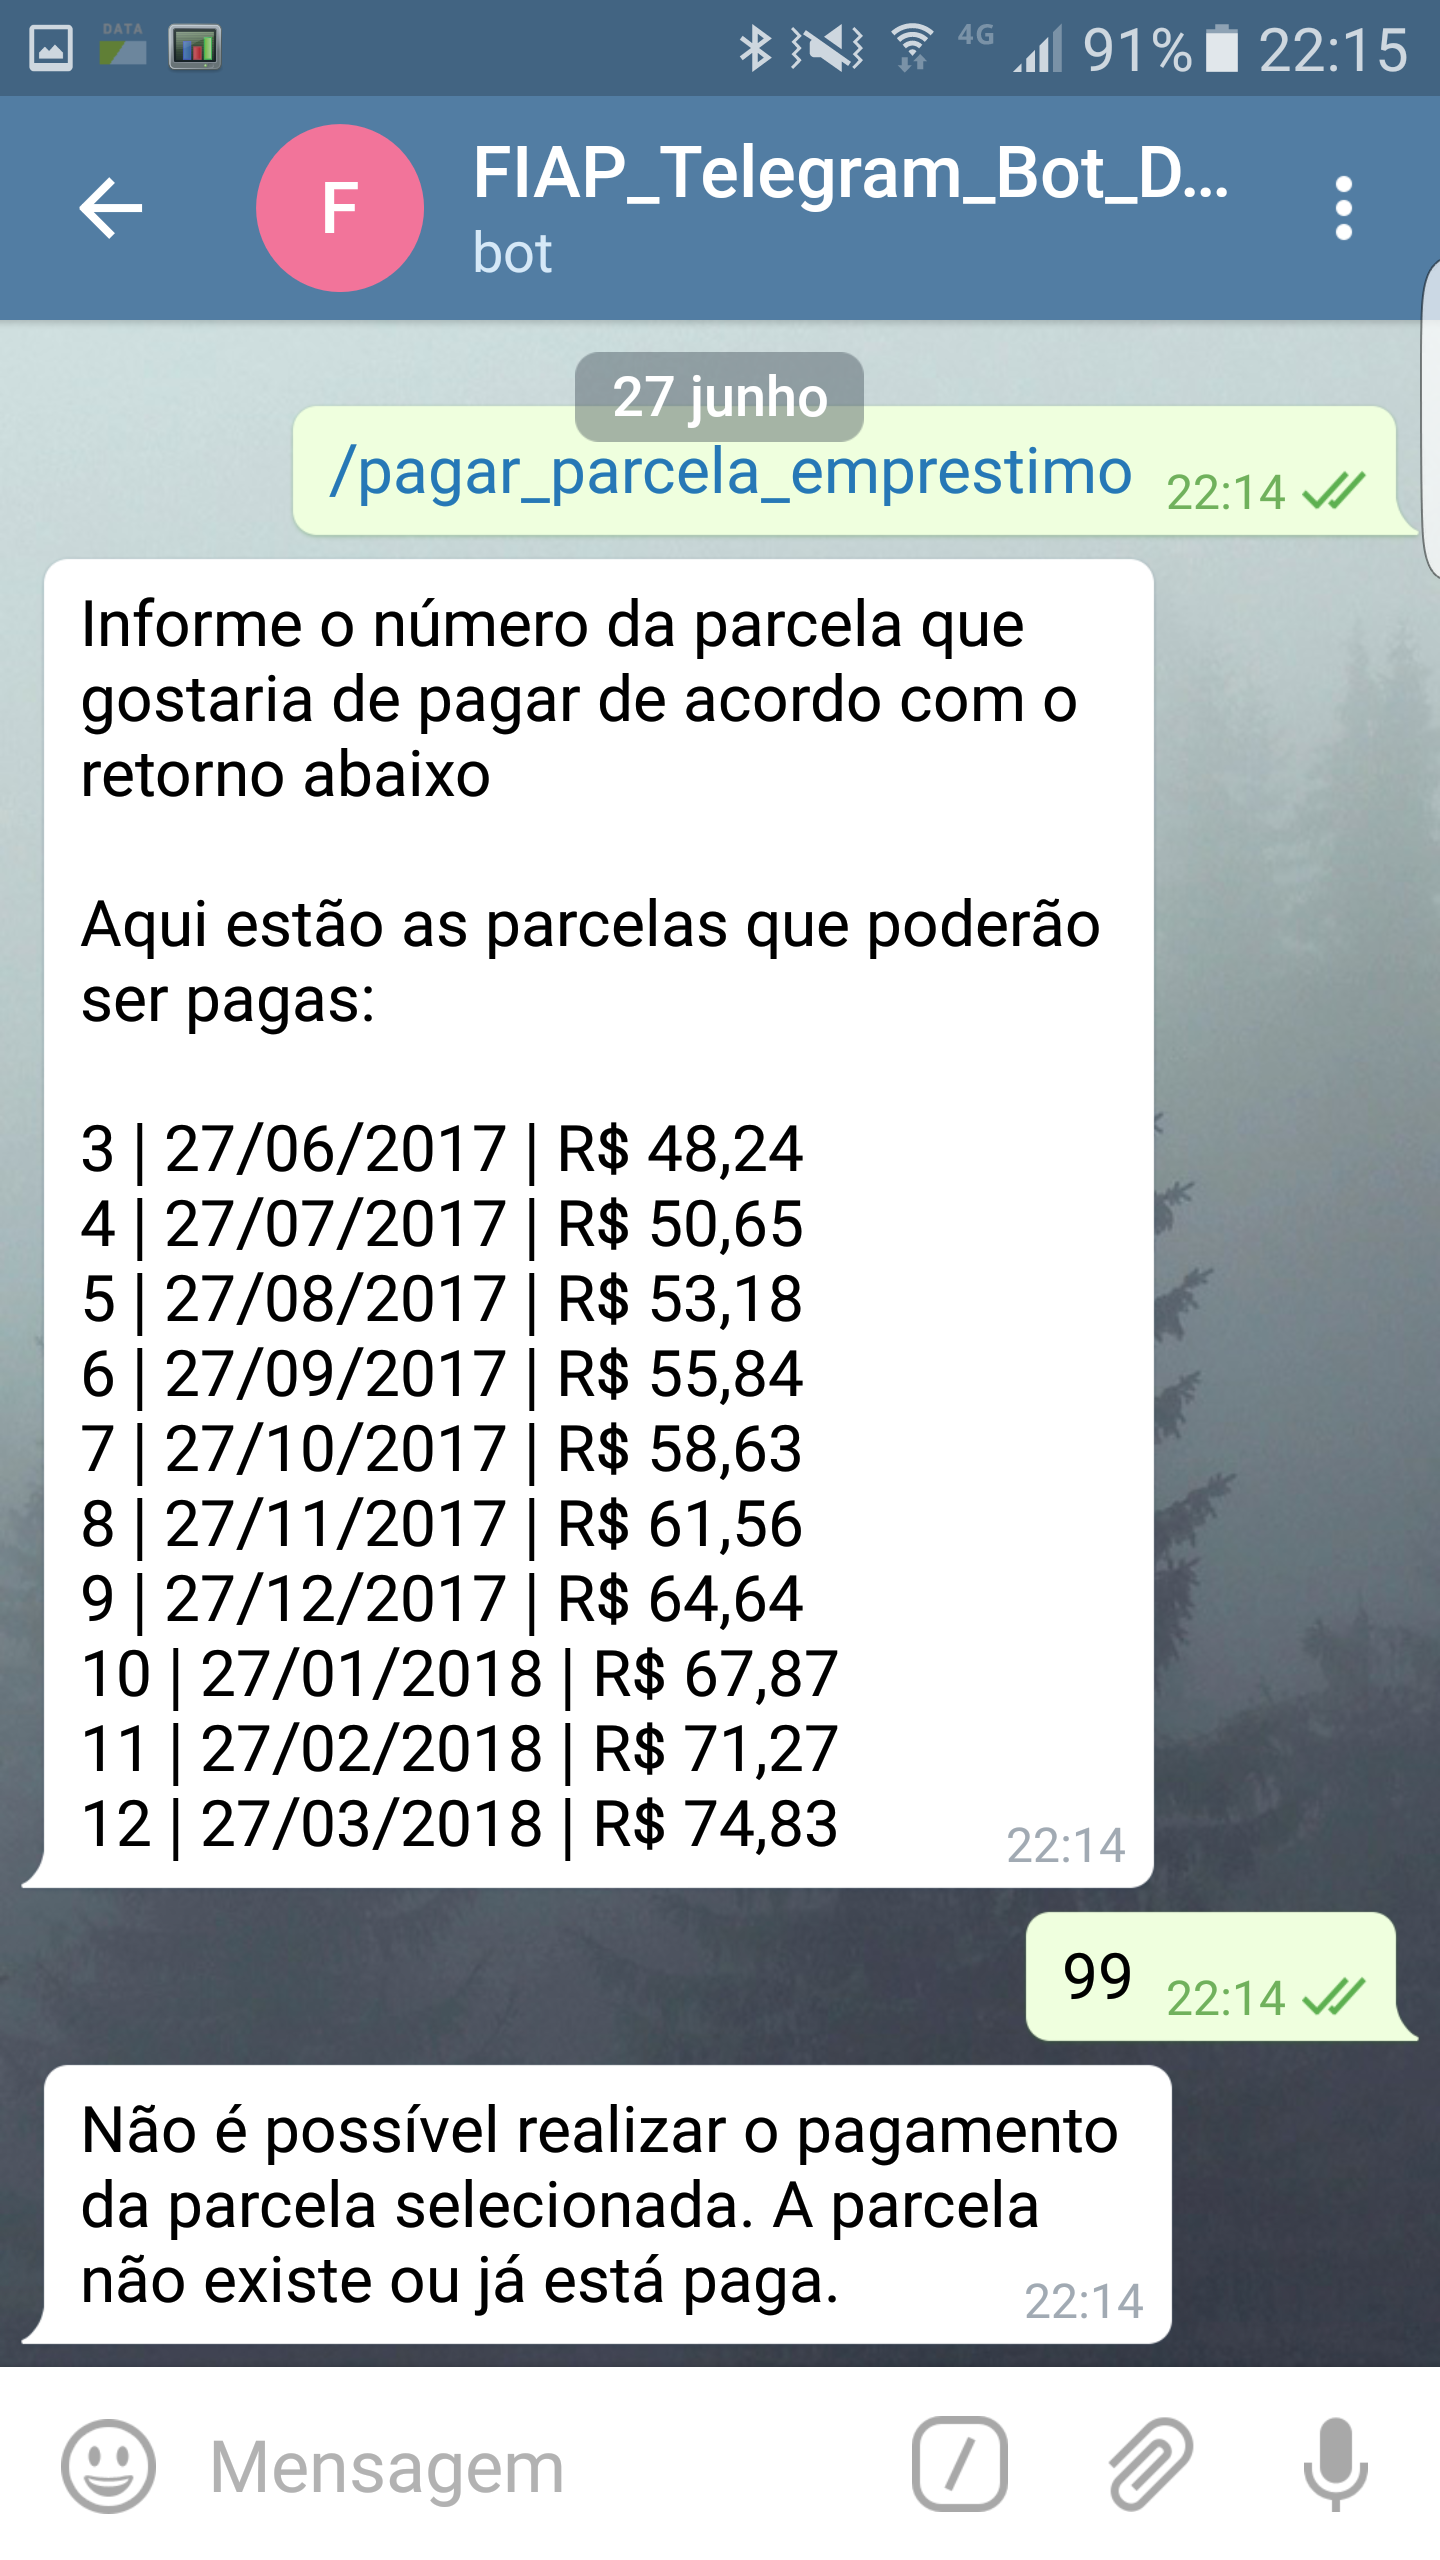 DATA
4G 91% 22:15
F
FIAP_Telegram_Bot_D...
bot
27 junho
/pagar_parcela_emprestimo 22:14
Informe o número da parcela que
gostaria de pagar de acordo com o
retorno abaixo
Aqui estão as parcelas que poderão
ser pagas:
3 | 27/06/2017 | R$ 48,24
4 | 27/07/2017 | R$ 50,65
5 | 27/08/2017 | R$ 53,18
6 | 27/09/2017 | R$ 55,84
7 | 27/10/2017 | R$ 58,63
8 | 27/11/2017 | R$ 61,56
9 | 27/12/2017 | R$ 64,64
10 | 27/01/2018 | R$ 67,87
11 | 27/02/2018 | R$ 71,27
12 | 27/03/2018 | R$ 74,83
22:14
99 22:14
Não é possível realizar o pagamento
da parcela selecionada. A parcela
não existe ou já está paga.
22:14
Mensagem